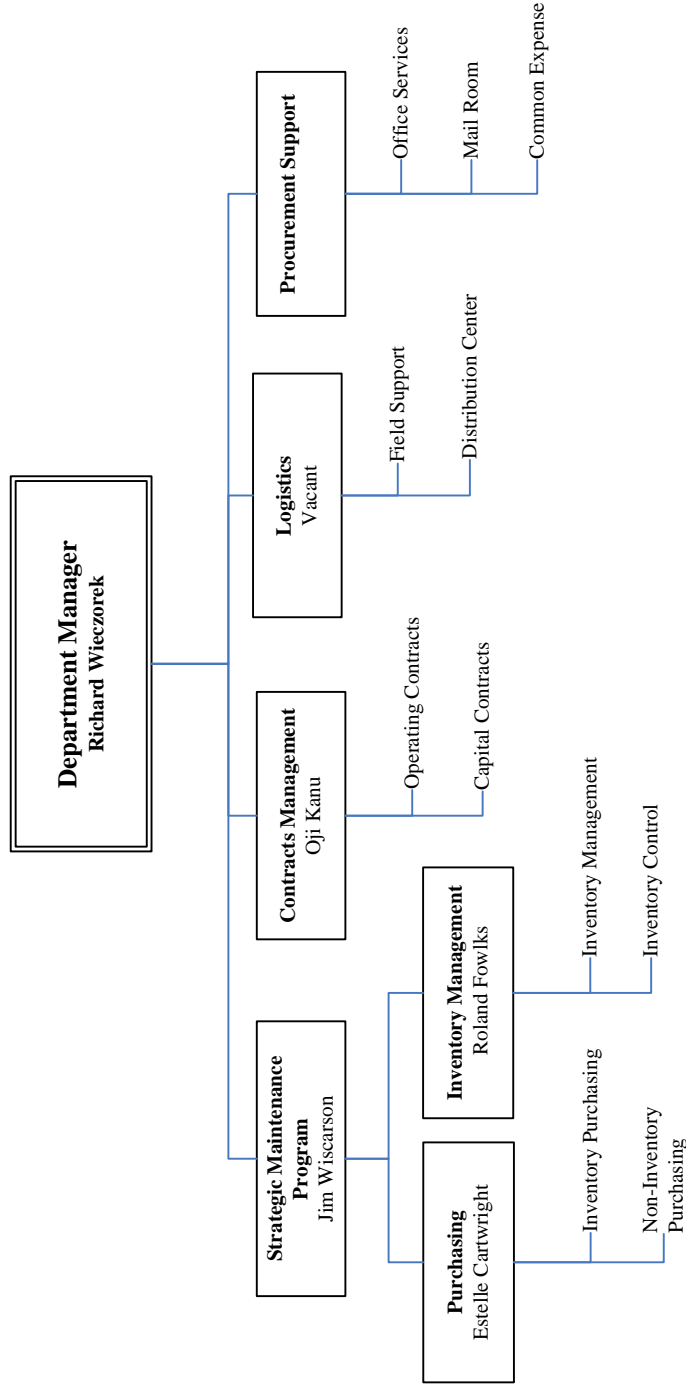 Department Manager
Richard Wieczorek
Strategic Maintenance
Program
Jim Wiscarson
Contracts Management
Oji Kanu
Logistics
Vacant
Procurement Support
Purchasing
Estelle Cartwright
Inventory Purchasing
Non-Inventory
Purchasing
Inventory Management
Roland Fowlks
Inventory Management
Inventory Control
Operating Contracts
Capital Contracts
Field Support
Distribution Center
Office Services
Mail Room
Common Expense